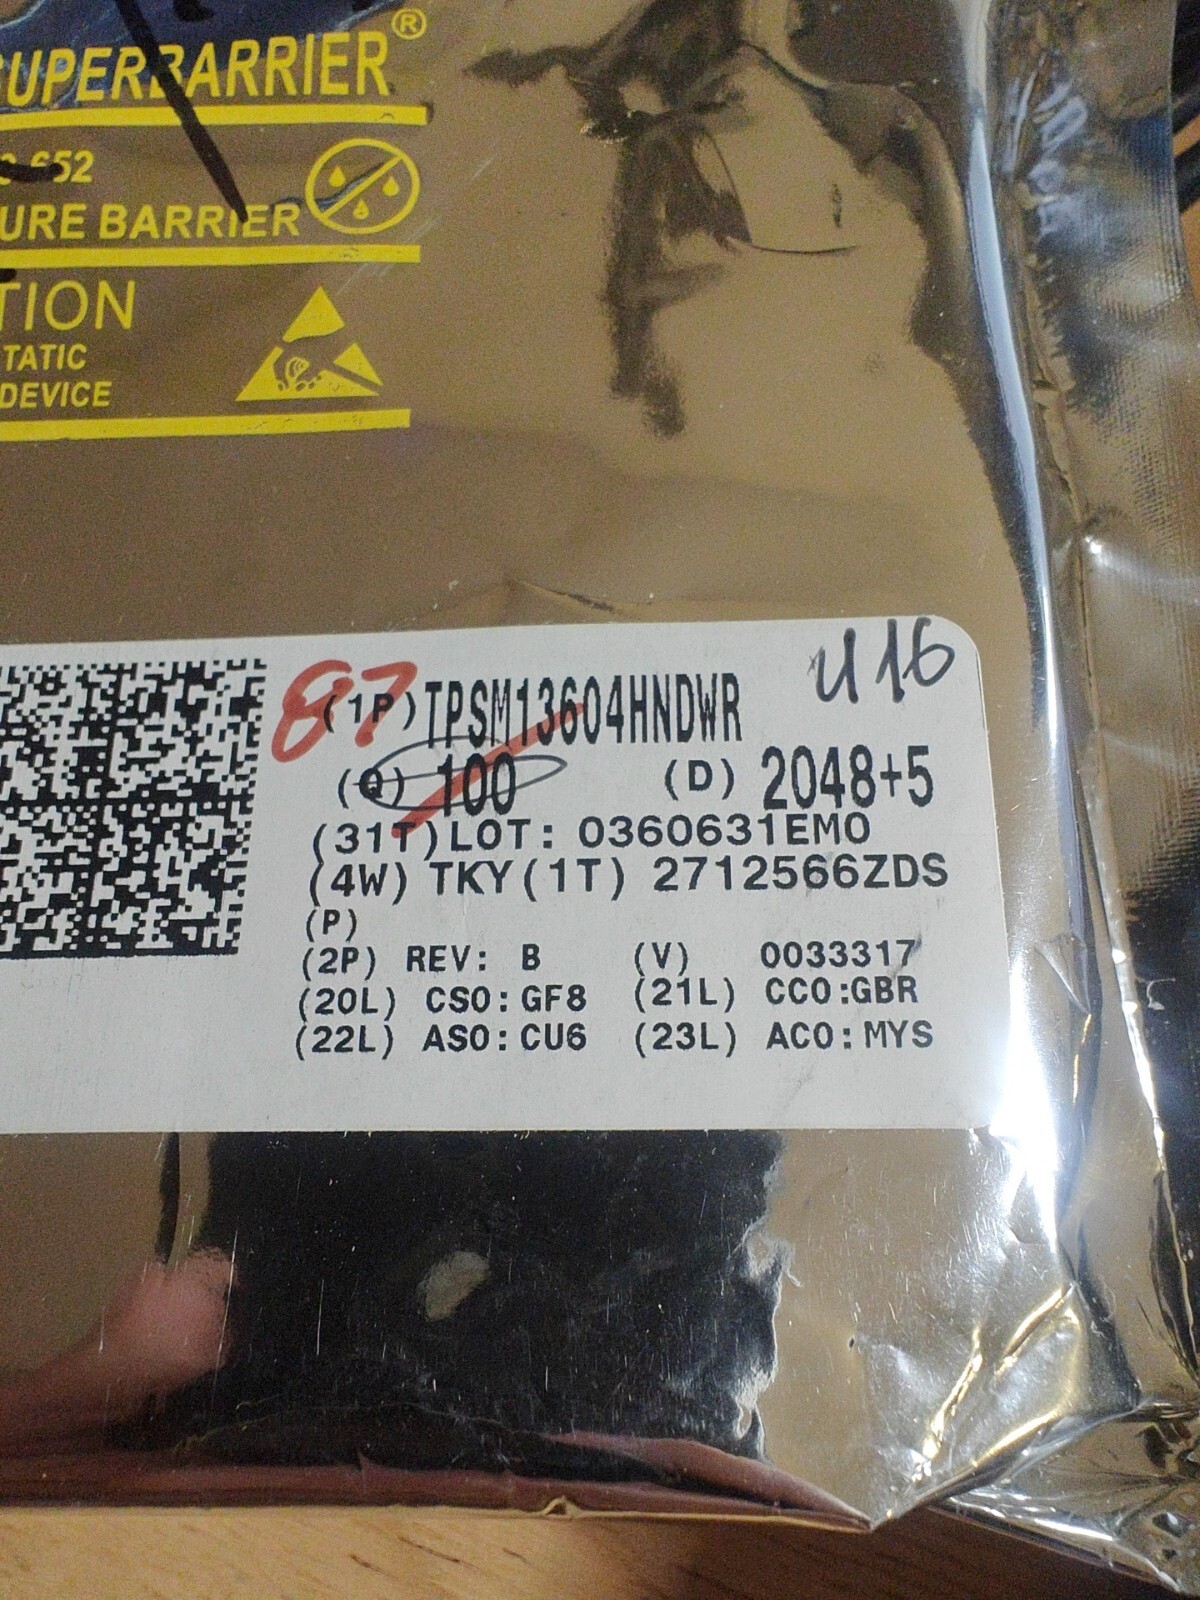 SUPERBARRIER®
652
URE BARRIER
TION
TATIC
DEVICE
U16
87
(1P) TPSM13604HNDWR
(Q) 100 (D) 2048+5
(31T)LOT: 0360631EM0
(4W) TKY(1T) 2712566ZDS
(P)
(2P) REV: B (V) 0033317
(20L) CSO:GF8 (21L) CCO:GBR
(22L) ASO:CU6 (23L) ACO:MYS